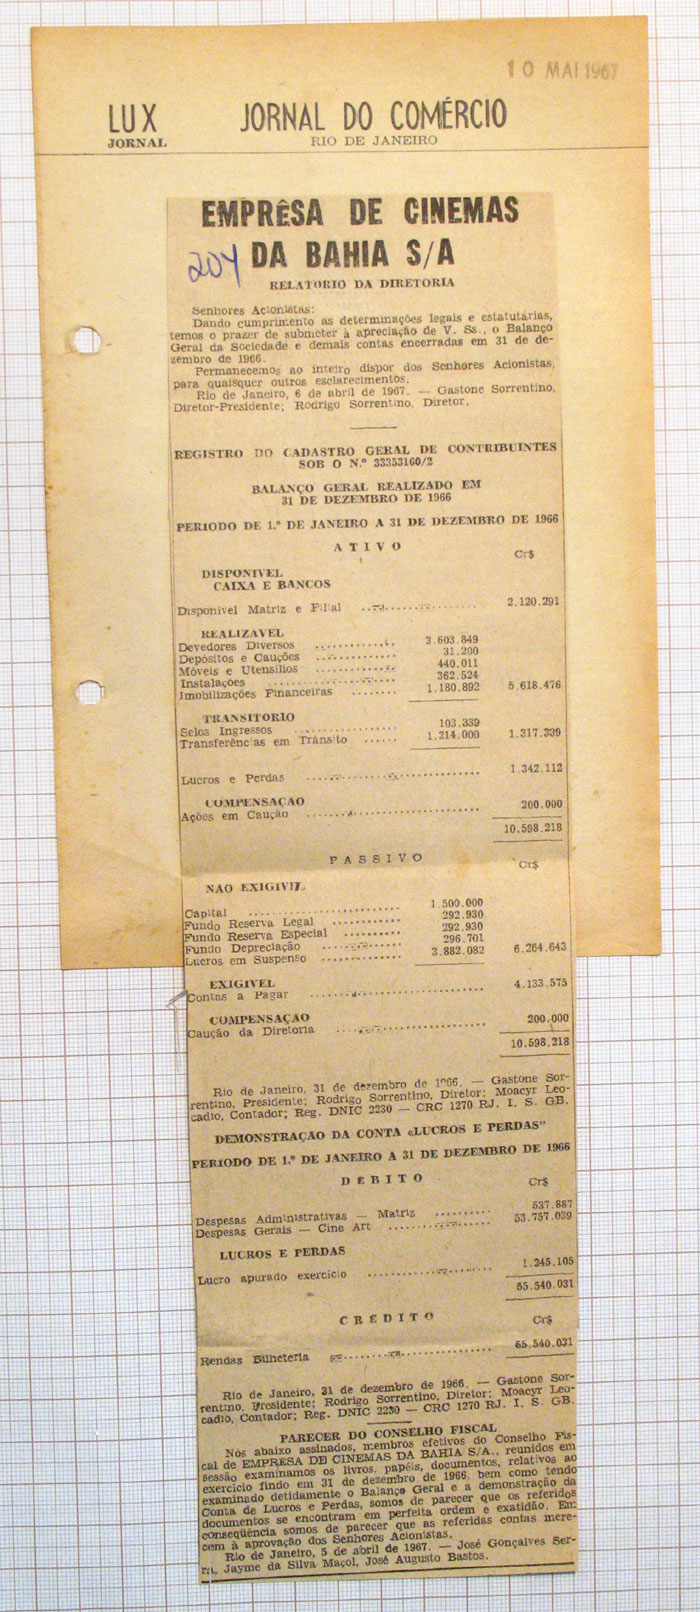 10 MAI 1967
LUX JORNAL DO COMÉRCIO
JORNAL RIO DE JANEIRO
EMPRÊSA DE CINEMAS
204 DA BAHIA S/A
RELATORIO DA DIRETORIA
Senhores Acionistas:
Dando cumprimento as determinações legais e estatutárias,
temos o prazer de submeter à apreciação de V. Ss., o Balanço
Geral da Sociedade e demais contas encerradas em 31 de de-
zembro de 1966.
Permanecemos ao inteiro dispor dos Senhores Acionistas,
para quaisquer outros esclarecimentos.
Rio de Janeiro, 6 de abril de 1967. — Gastone Sorrentino,
Diretor-Presidente; Rodrigo Sorrentino, Diretor.
REGISTRO DO CADASTRO GERAL DE CONTRIBUINTES
SOB O N.º 33353160/2
BALANÇO GERAL REALIZADO EM
31 DE DEZEMBRO DE 1966
PERIODO DE 1.º DE JANEIRO A 31 DE DEZEMBRO DE 1966
ATIVO
Cr$
DISPONIVEL
CAIXA E BANCOS
Disponivel Matriz e Filial 2.120.291
REALIZAVEL
Devedores Diversos 3.603.849
Depósitos e Cauções 31.200
Móveis e Utensílios 440.011
Instalações 362.524
Imobilizações Financeiras 1.180.892 5.618.476
TRANSITORIO
Selos Ingressos 103.339
Transferências em Trânsito 1.214.000 1.317.339
Lucros e Perdas 1.342.112
COMPENSAÇAO
Ações em Caução 200.000
10.598.218
PASSIVO Cr$
NAO EXIGIVEL
Capital 1.500.000
Fundo Reserva Legal 292.930
Fundo Reserva Especial 292.930
Fundo Depreciação 296.701
Lucros em Suspenso 3.882.082 6.264.643
EXIGIVEL
Contas a Pagar 4.133.575
COMPENSAÇAO
Caução da Diretoria 200.000
10.598.218
Rio de Janeiro, 31 de dezembro de 1966. — Gastone Sor-
rentino, Presidente; Rodrigo Sorrentino, Diretor; Moacyr Leo-
cadio, Contador; Reg. DNIC 2230 — CRC 1270 RJ. I. S. GB.
DEMONSTRAÇÃO DA CONTA «LUCROS E PERDAS"
PERIODO DE 1.º DE JANEIRO A 31 DE DEZEMBRO DE 1966
DEBITO Cr$
Despesas Administrativas — Matriz 537.887
Despesas Gerais — Cine Art 53.757.039
LUCROS E PERDAS
Lucro apurado exercício 1.245.105
55.540.031
CRÉDITO Cr$
Rendas Bilheteria 55.540.031
Rio de Janeiro, 31 de dezembro de 1966. — Gastone Sor-
rentino, Presidente; Rodrigo Sorrentino, Diretor; Moacyr Leo-
cadio, Contador; Reg. DNIC 2230 — CRC 1270 RJ. I. S. GB.
PARECER DO CONSELHO FISCAL
Nós abaixo assinados, membros efetivos do Conselho Fis-
cal de EMPRESA DE CINEMAS DA BAHIA S/A., reunidos em
sessão examinamos os livros, papéis, documentos, relativos ao
exercício findo em 31 de dezembro de 1966, bem como tendo
examinado detidamente o Balanço Geral e a demonstração da
Conta de Lucros e Perdas, somos de parecer que os referidos
documentos se encontram em perfeita ordem e exatidão. Em
conseqüência somos de parecer que as referidas contas mere-
cem à aprovação dos Senhores Acionistas.
Rio de Janeiro, 5 de abril de 1967. — José Gonçalves Ser-
ra, Jayme da Silva Maçol, José Augusto Bastos.